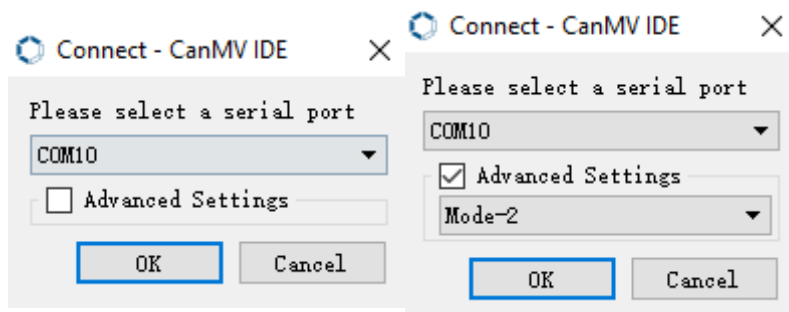 Connect - CanMV IDE
Please select a serial port
COM10
Advanced Settings
OK Cancel
Connect - CanMV IDE
Please select a serial port
COM10
Advanced Settings
Mode-2
OK Cancel